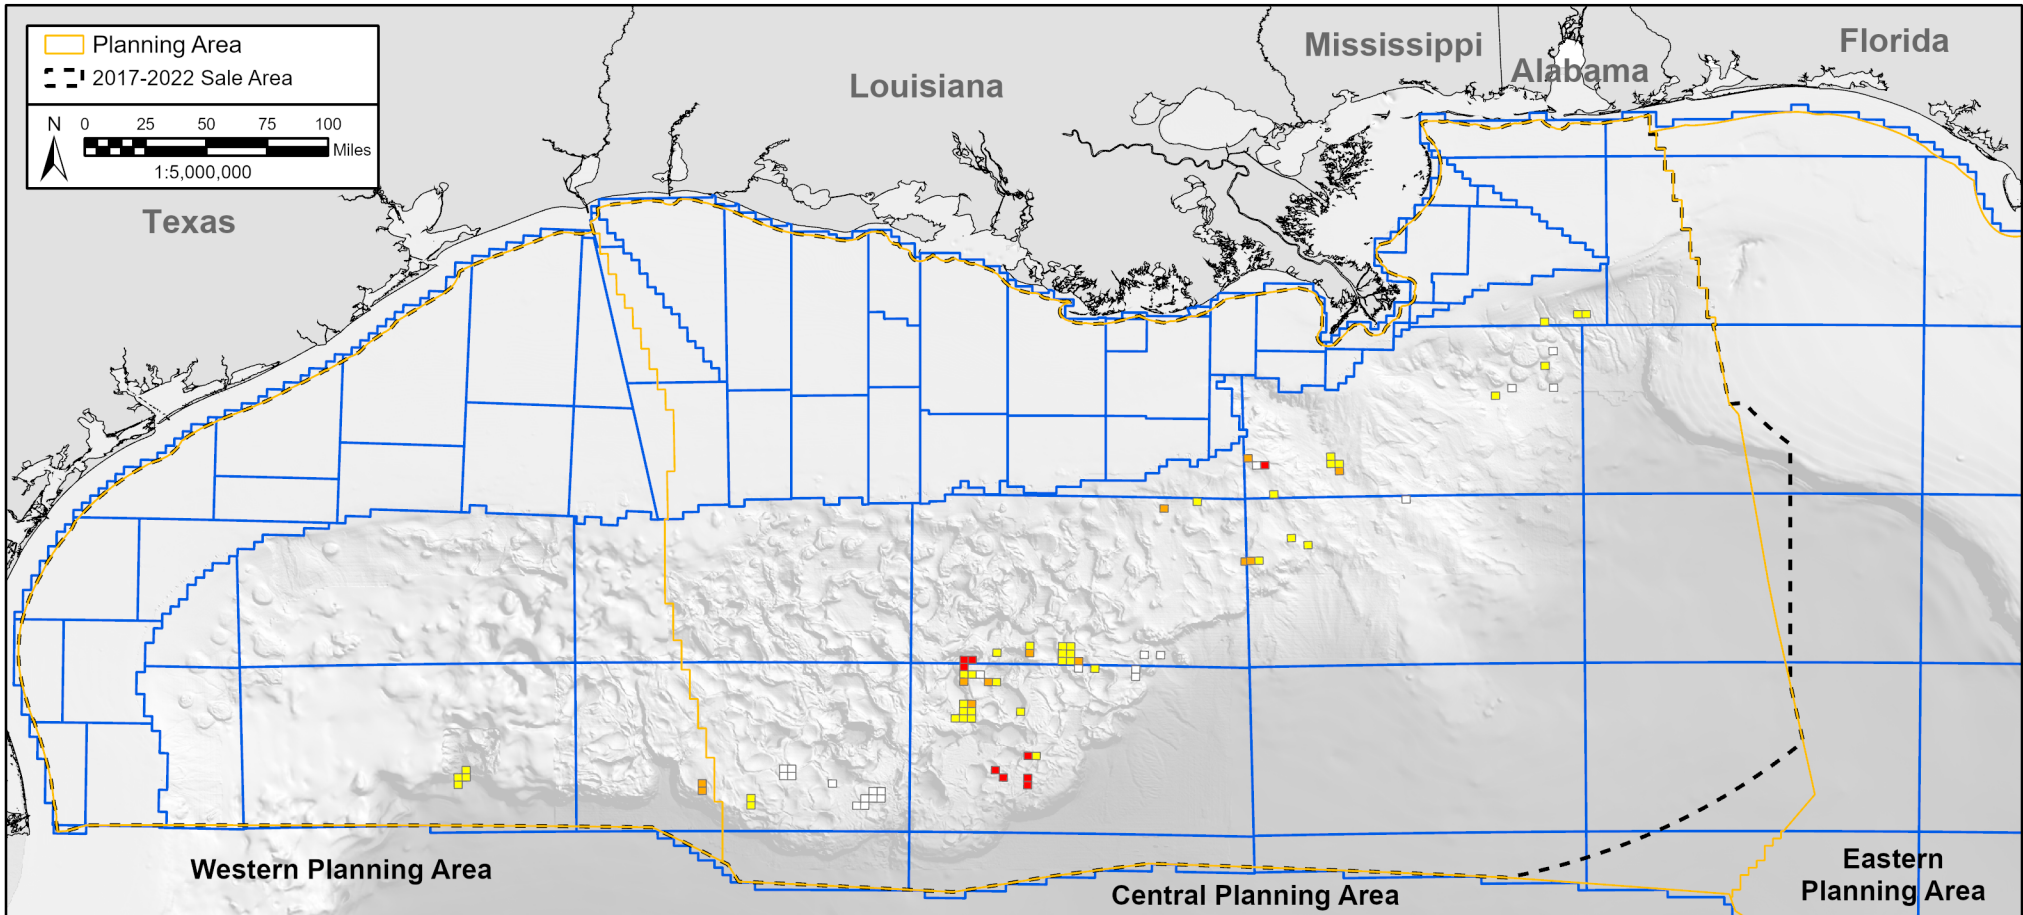 Planning Area
2017-2022 Sale Area
N 0 25 50 75 100
Miles
1:5,000,000
Texas
Louisiana
Mississippi
Alabama
Florida
Western Planning Area
Central Planning Area
Eastern
Planning Area